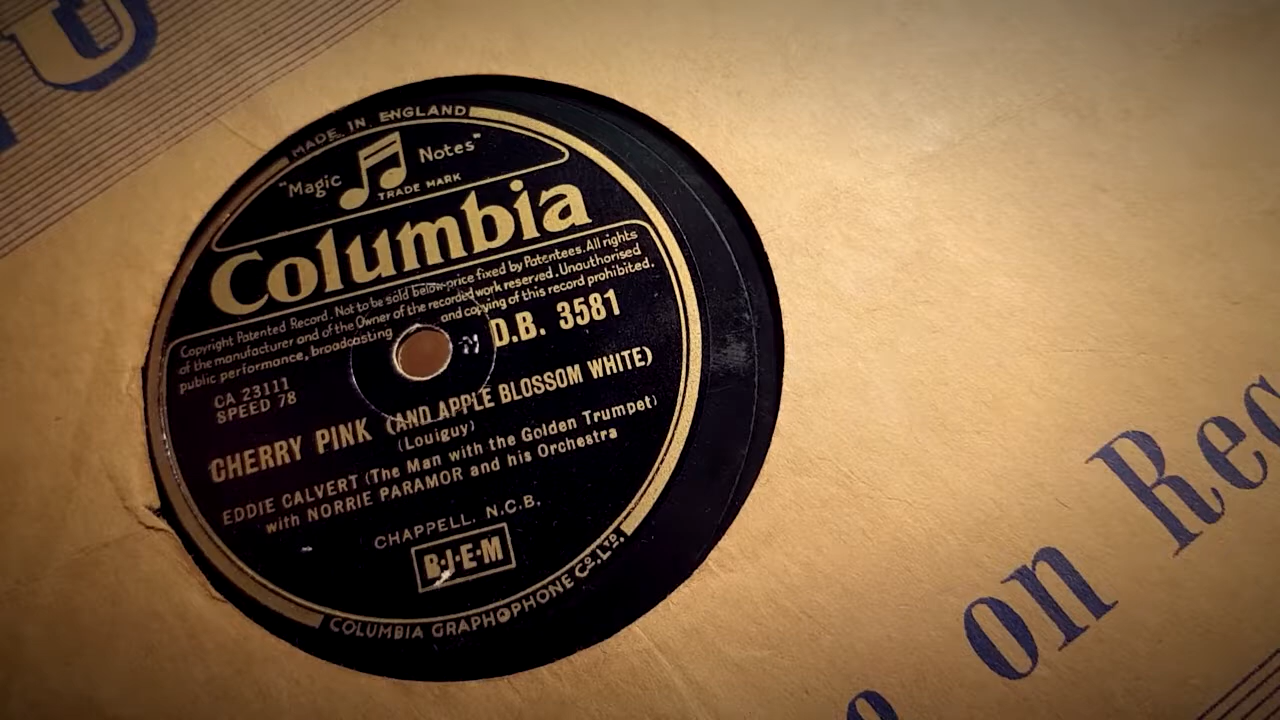 MADE IN ENGLAND
"Magic Notes"
TRADE MARK
Columbia
Copyright Patented Record. Not to be sold below price fixed by Patentees. All rights
of the manufacturer and of the Owner of the recorded work reserved. Unauthorised
public performance, broadcasting and copying of this record prohibited.
D.B. 3581
CA 23111
SPEED 78
CHERRY PINK (AND APPLE BLOSSOM WHITE)
(Louiguy)
EDDIE CALVERT (The Man with the Golden Trumpet)
with NORRIE PARAMOR and his Orchestra
CHAPPELL, N.C.B.
B·I·E·M
COLUMBIA GRAPHOPHONE CO. LTD.
on Rec